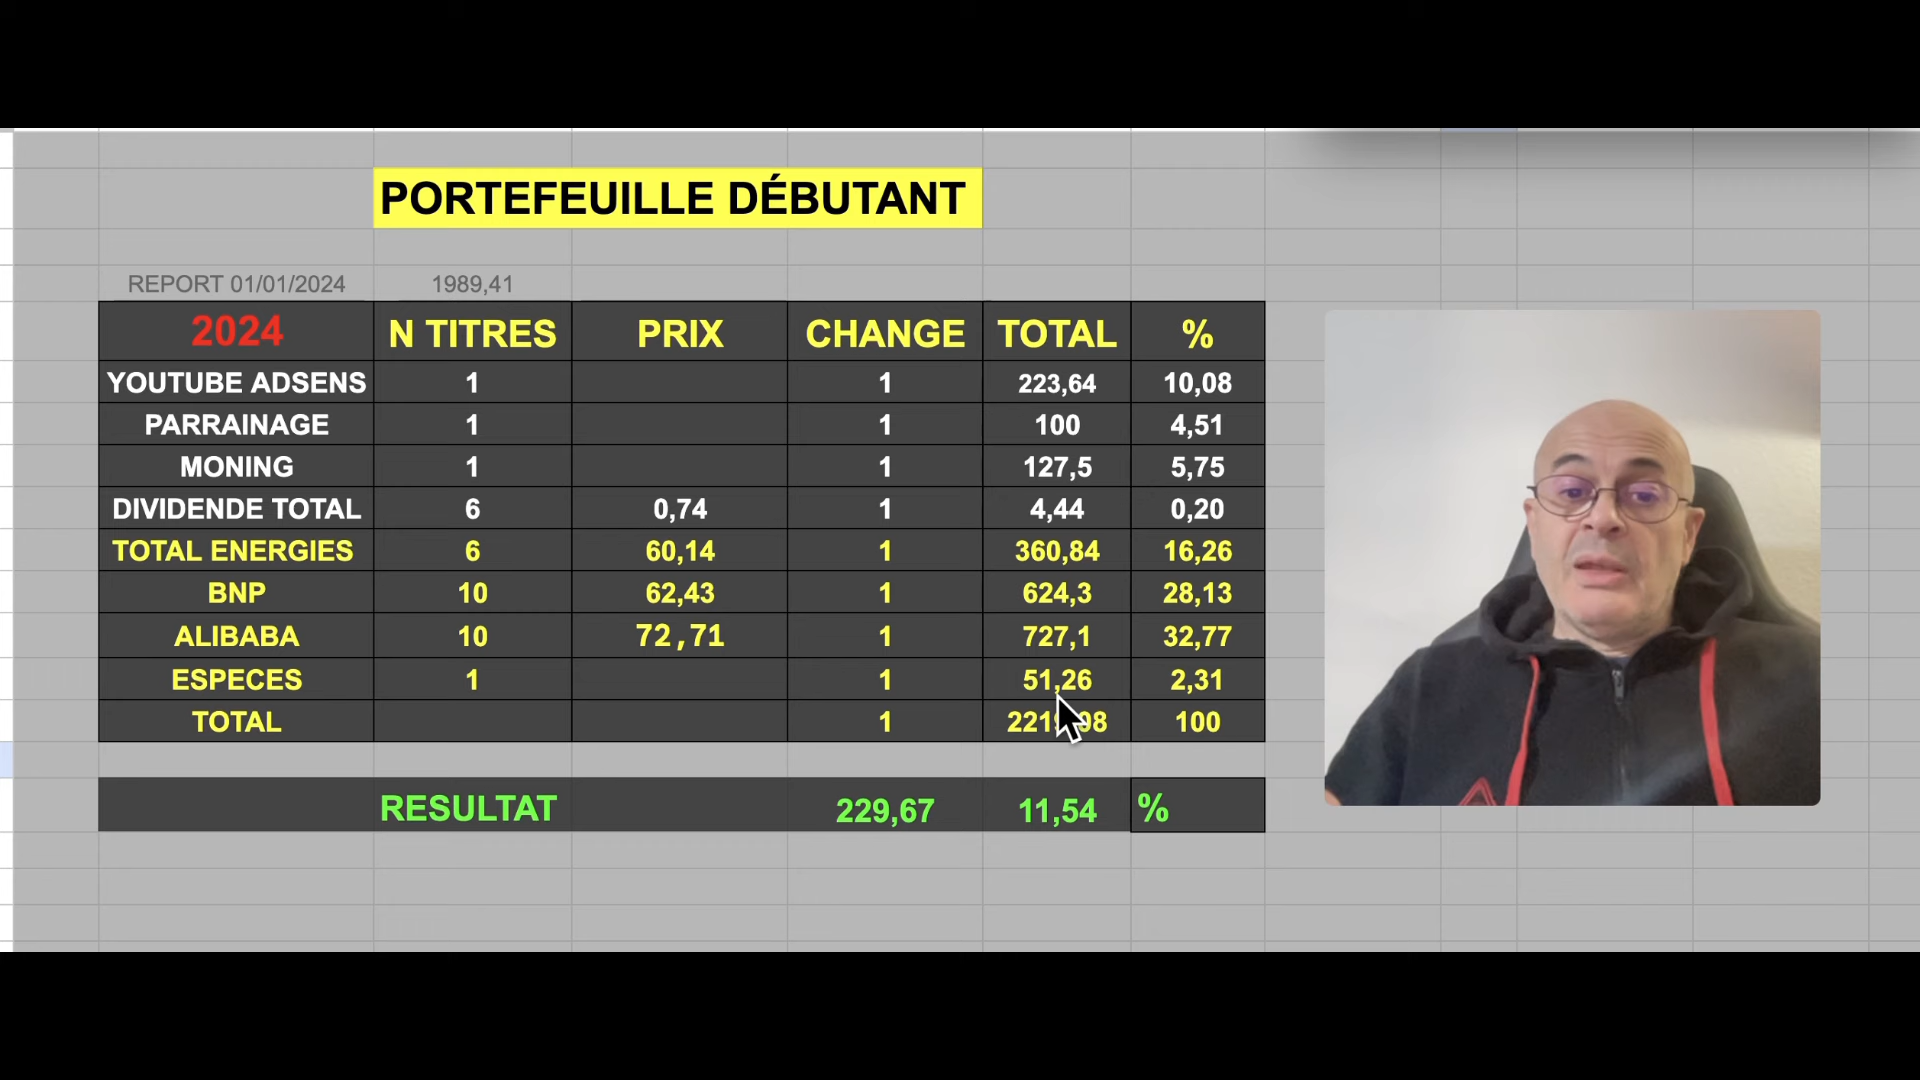 PORTEFEUILLE DÉBUTANT
REPORT 01/01/2024 1989,41
2024 N TITRES PRIX CHANGE TOTAL %
YOUTUBE ADSENS 1 1 223,64 10,08
PARRAINAGE 1 1 100 4,51
MONING 1 1 127,5 5,75
DIVIDENDE TOTAL 6 0,74 1 4,44 0,20
TOTAL ENERGIES 6 60,14 1 360,84 16,26
BNP 10 62,43 1 624,3 28,13
ALIBABA 10 72,71 1 727,1 32,77
ESPECES 1 1 51,26 2,31
TOTAL 1 100
RESULTAT 229,67 11,54 %